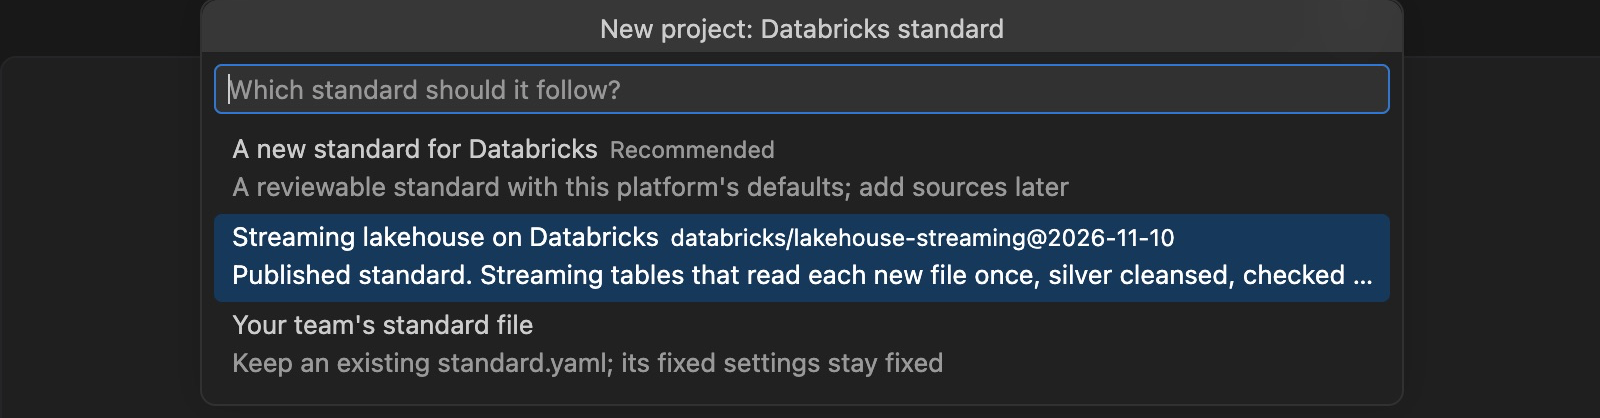 New project: Databricks standard
Which standard should it follow?
A new standard for Databricks Recommended
A reviewable standard with this platform's defaults; add sources later
Streaming lakehouse on Databricks databricks/lakehouse-streaming@2026-11-10
Published standard. Streaming tables that read each new file once, silver cleansed, checked ...
Your team's standard file
Keep an existing standard.yaml; its fixed settings stay fixed